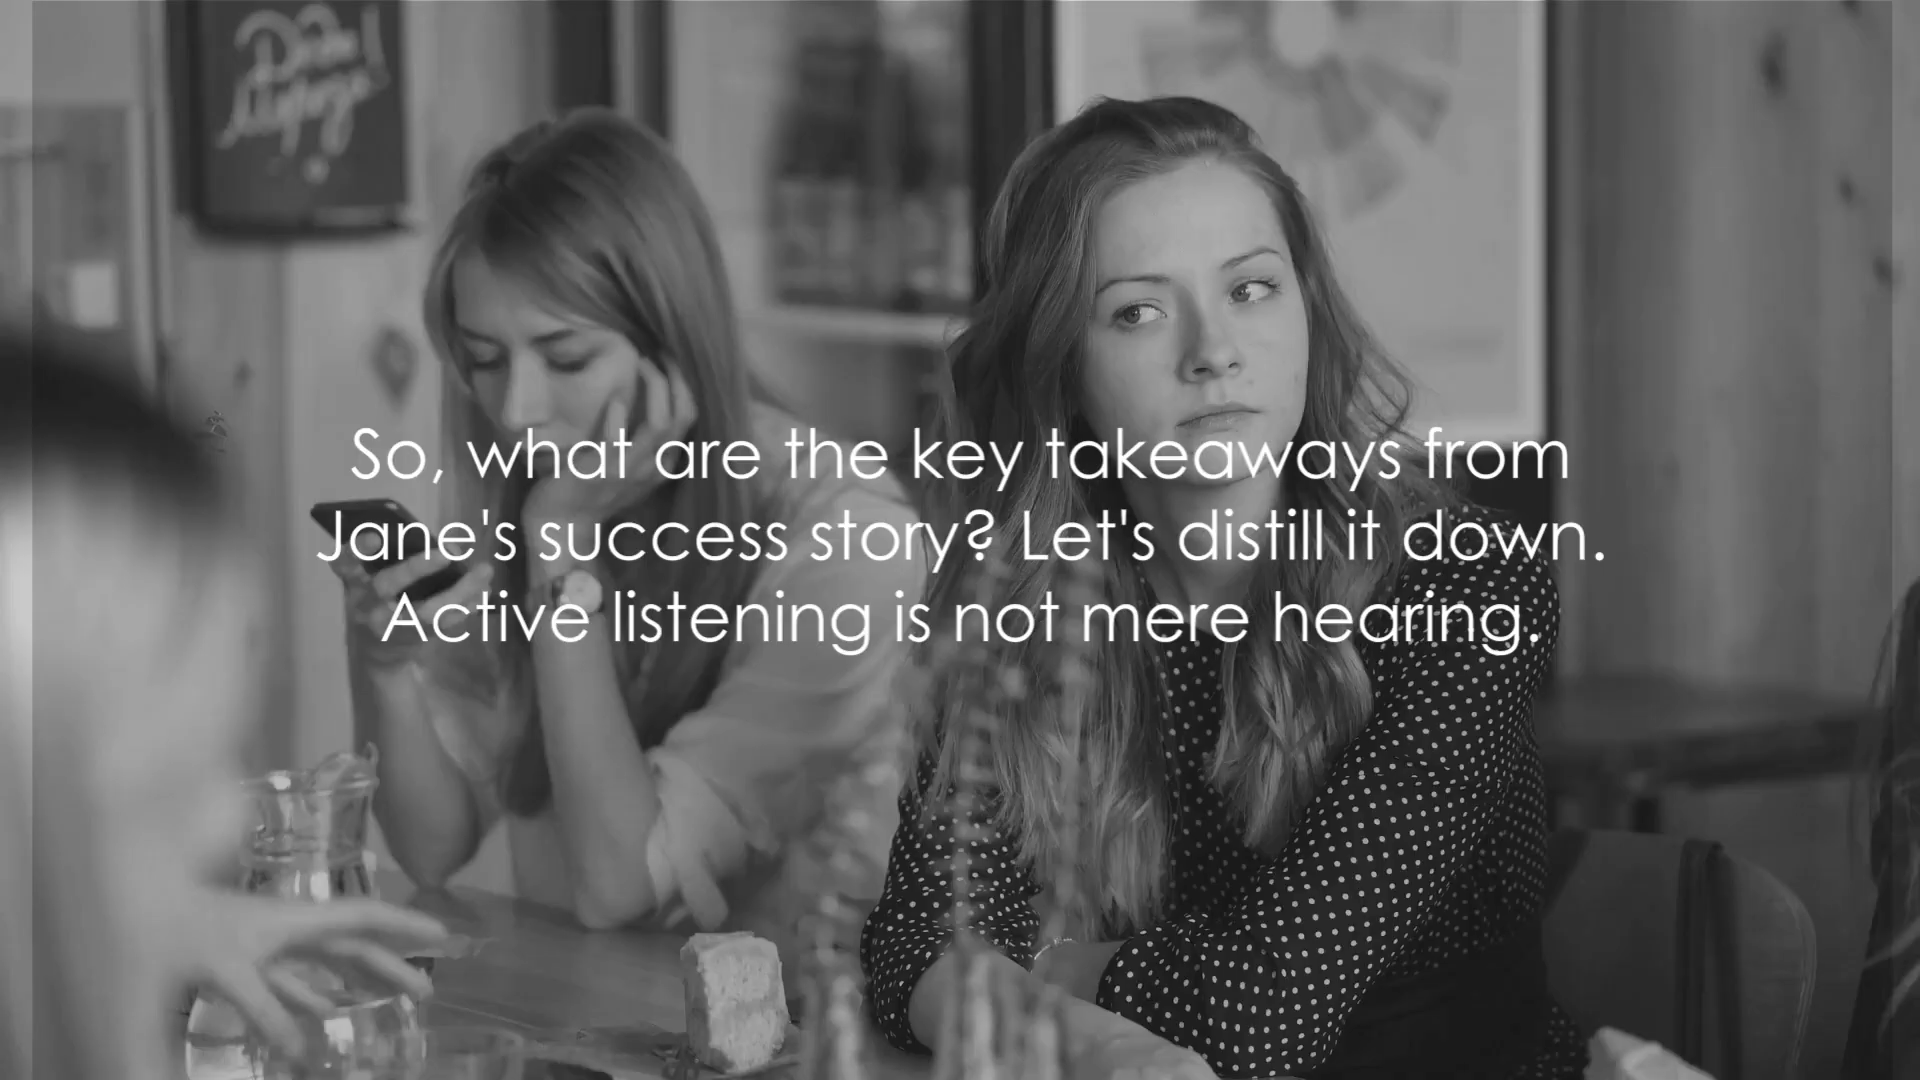 So, what are the key takeaways from
Jane's success story? Let's distill it down.
Active listening is not mere hearing.